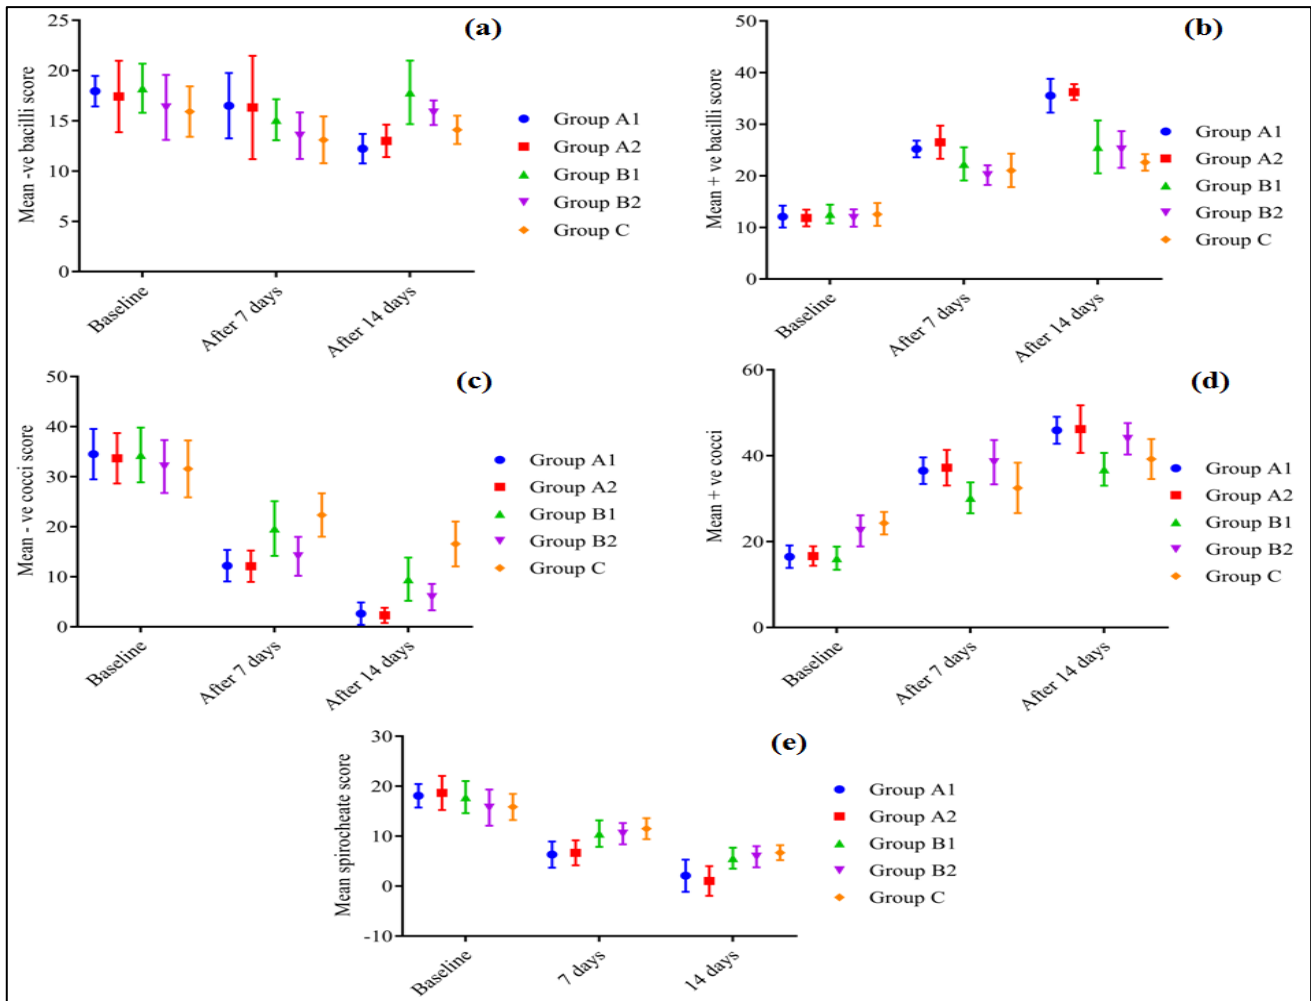 (a)
Mean -ve bacilli score
25
20
15
10
5
0
Baseline
After 7 days
After 14 days
Group A1
Group A2
Group B1
Group B2
Group C
(b)
Mean + ve bacilli score
50
40
30
20
10
0
Baseline
After 7 days
After 14 days
Group A1
Group A2
Group B1
Group B2
Group C
(c)
Mean - ve cocci score
50
40
30
20
10
0
Baseline
After 7 days
After 14 days
Group A1
Group A2
Group B1
Group B2
Group C
(d)
Mean + ve cocci
60
40
20
0
Baseline
After 7 days
After 14 days
Group A1
Group A2
Group B1
Group B2
Group C
(e)
Mean spirocheate score
30
20
10
0
-10
Baseline
7 days
14 days
Group A1
Group A2
Group B1
Group B2
Group C